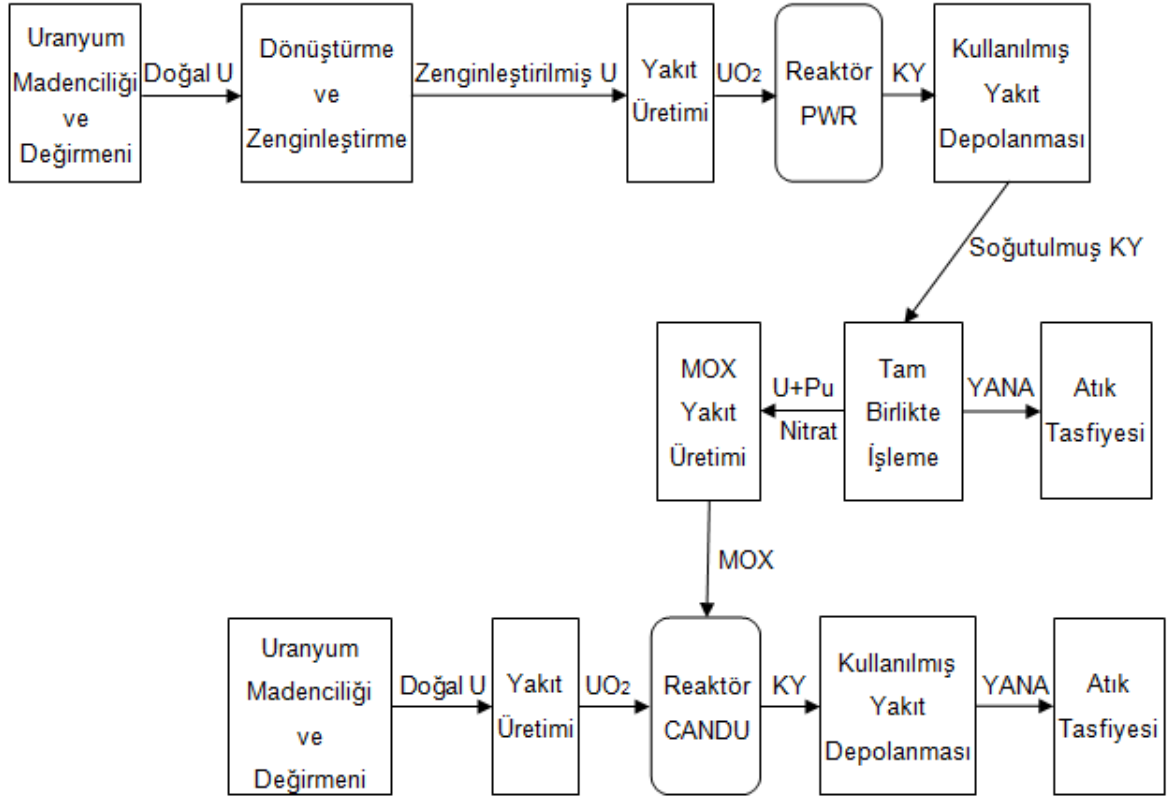 Uranyum
Madenciliği
ve
Değirmeni
Doğal U
Dönüştürme
ve
Zenginleştirme
Zenginleştirilmiş U
Yakıt
Üretimi
UO₂
Reaktör
PWR
KY
Kullanılmış
Yakıt
Depolanması
Soğutulmuş KY
MOX
Yakıt
Üretimi
U+Pu
Nitrat
Tam
Birlikte
İşleme
YANA
Atık
Tasfiyesi
MOX
Uranyum
Madenciliği
ve
Değirmeni
Doğal U
Yakıt
Üretimi
UO₂
Reaktör
CANDU
KY
Kullanılmış
Yakıt
Depolanması
YANA
Atık
Tasfiyesi